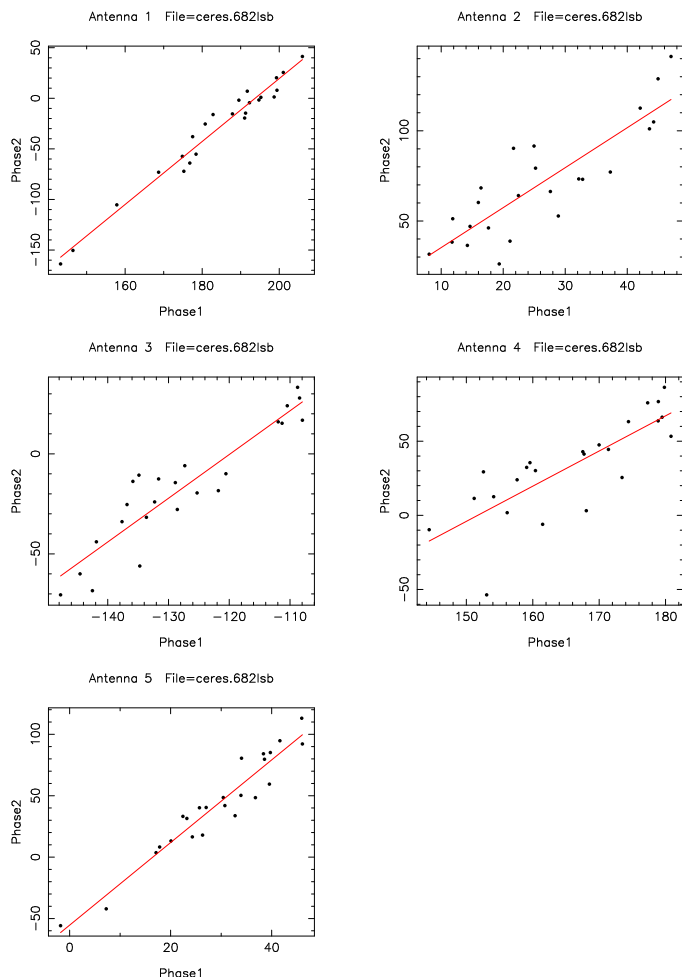 Antenna 1 File=ceres.682lsb
Phase2
50
0
−50
−100
−150
160 180 200
Phase1
Antenna 2 File=ceres.682lsb
Phase2
100
50
10 20 30 40
Phase1
Antenna 3 File=ceres.682lsb
Phase2
0
−50
−140 −130 −120 −110
Phase1
Antenna 4 File=ceres.682lsb
Phase2
50
0
−50
150 160 170 180
Phase1
Antenna 5 File=ceres.682lsb
Phase2
100
50
0
−50
0 20 40
Phase1